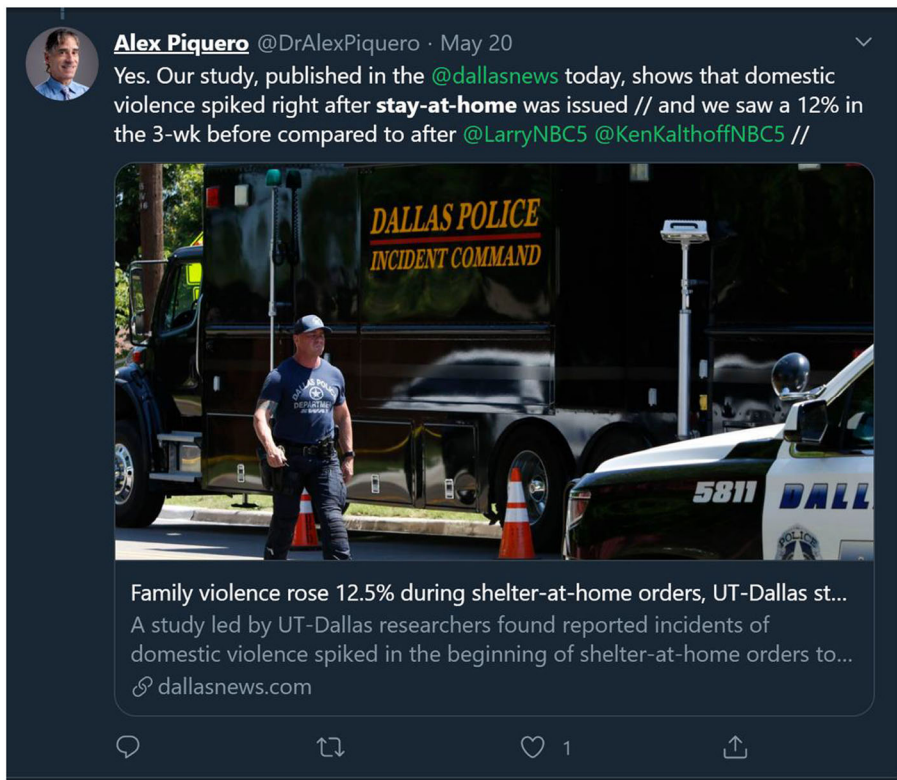 Alex Piquero @DrAlexPiquero · May 20
Yes. Our study, published in the @dallasnews today, shows that domestic
violence spiked right after stay-at-home was issued // and we saw a 12% in
the 3-wk before compared to after @LarryNBC5 @KenKalthoffNBC5 //
DALLAS POLICE
INCIDENT COMMAND
DALLAS POLICE
DEPARTMENT
5811
DALL
POLICE
Family violence rose 12.5% during shelter-at-home orders, UT-Dallas st...
A study led by UT-Dallas researchers found reported incidents of
domestic violence spiked in the beginning of shelter-at-home orders to...
dallasnews.com
1